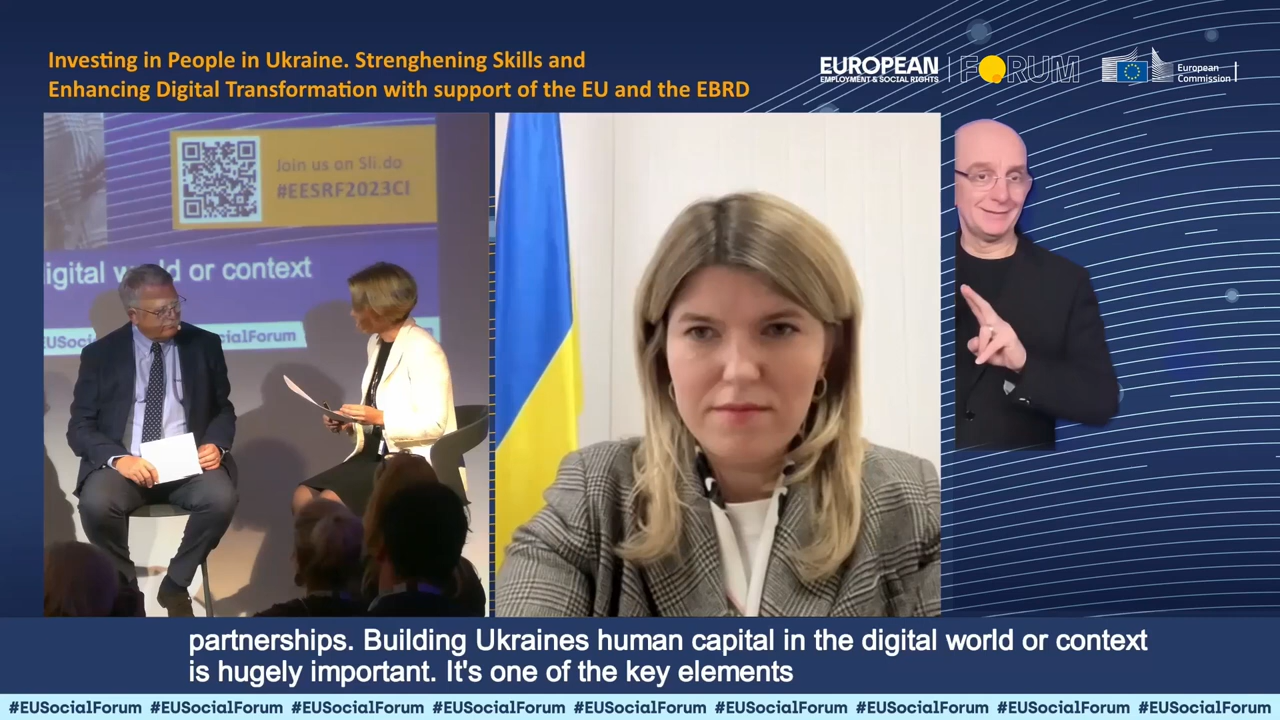 Investing in People in Ukraine. Strenghening Skills and
Enhancing Digital Transformation with support of the EU and the EBRD
EUROPEAN
EMPLOYMENT & SOCIAL RIGHTS
FORUM
European
Commission
Join us on Sli.do
#EESRF2023CI
igital world or context
EUSoci
cialForum
partnerships. Building Ukraines human capital in the digital world or context
is hugely important. It's one of the key elements
#EUSocialForum #EUSocialForum #EUSocialForum #EUSocialForum #EUSocialForum #EUSocialForum #EUSocialForum #EUSocialForum #EUSocialForum